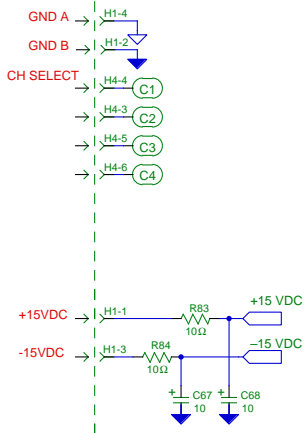 GND A H1-4
GND B H1-2
CH SELECT
H4-4 C1
H4-3 C2
H4-5 C3
H4-6 C4
+15VDC H1-1 R83 10Ω +15 VDC
-15VDC H1-3 R84 10Ω –15 VDC
+ C67 10
+ C68 10